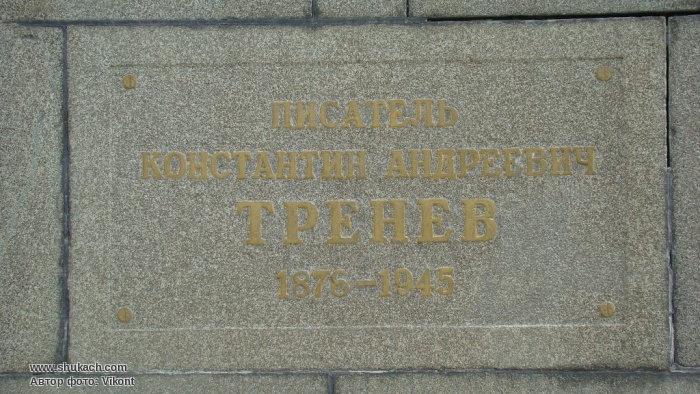 ПИСАТЕЛЬ
КОНСТАНТИН АНДРЕЕВИЧ
ТРЕНЕВ
1876–1945
www.shukach.com
Автор фото: Vikont